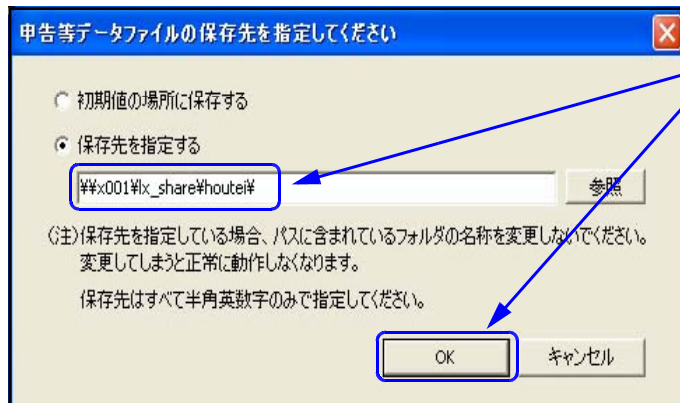 申告等データファイルの保存先を指定してください
初期値の場所に保存する
保存先を指定する
¥¥x001¥lx_share¥houtei¥
参照
(注)保存先を指定している場合、パスに含まれているフォルダの名称を変更しないでください。
変更してしまうと正常に動作しなくなります。
保存先はすべて半角英数字のみで指定してください。
OK
キャンセル